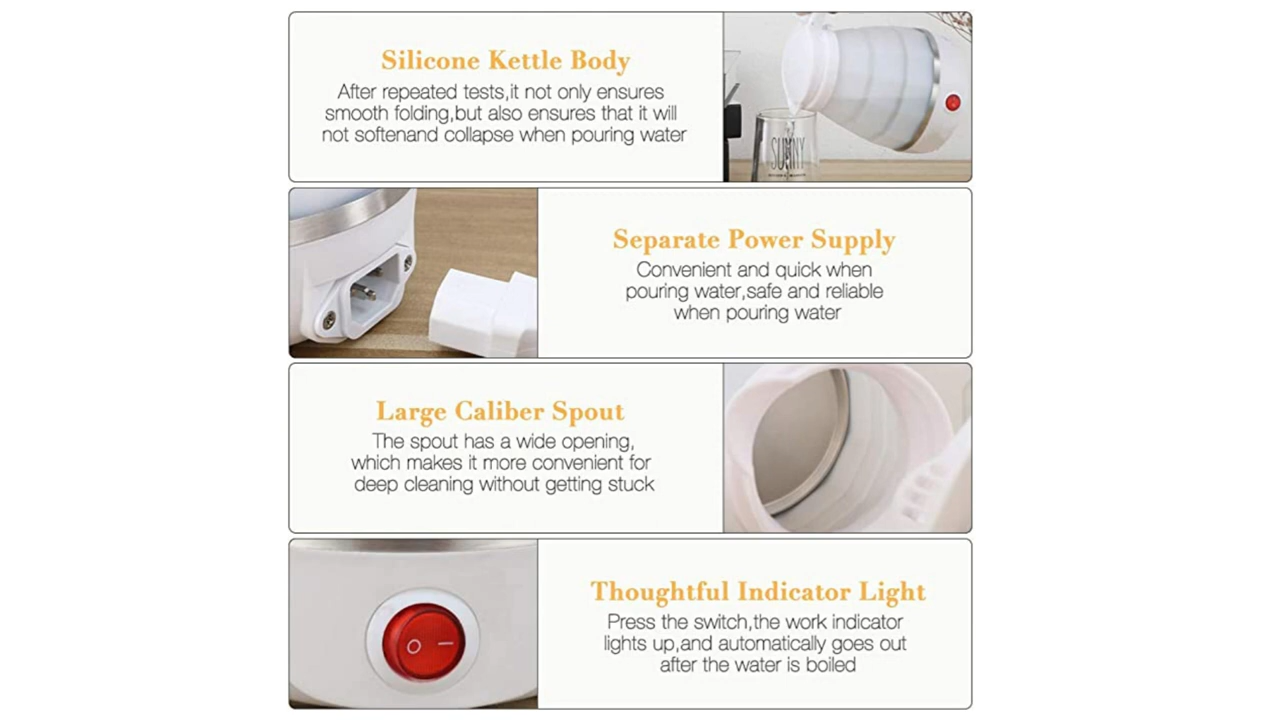 Silicone Kettle Body
After repeated tests,it not only ensures
smooth folding,but also ensures that it will
not softenand collapse when pouring water
SUNNY
Separate Power Supply
Convenient and quick when
pouring water,safe and reliable
when pouring water
Large Caliber Spout
The spout has a wide opening,
which makes it more convenient for
deep cleaning without getting stuck
Thoughtful Indicator Light
Press the switch,the work indicator
lights up,and automatically goes out
after the water is boiled